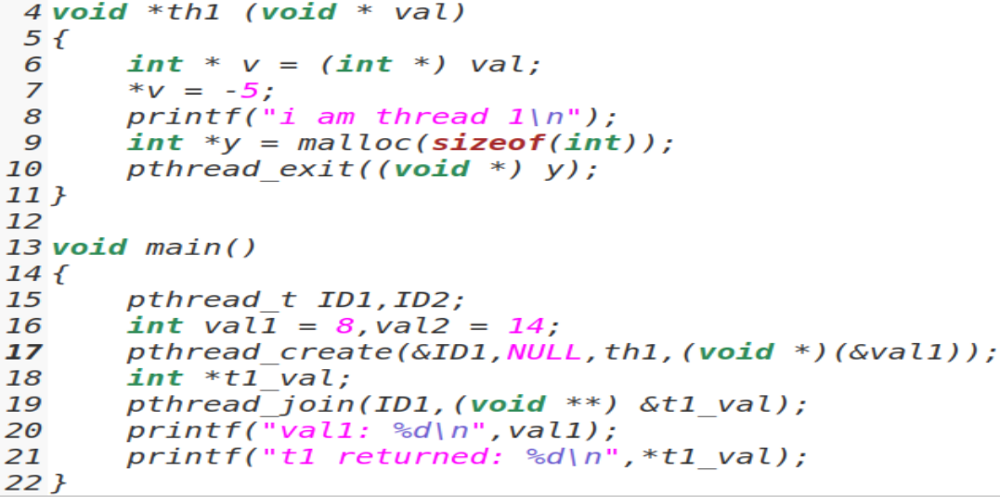 4 void *th1 (void * val)
5 {
6     int * v = (int *) val;
7     *v = -5;
8     printf("i am thread 1\n");
9     int *y = malloc(sizeof(int));
10     pthread_exit((void *) y);
11 }
12
13 void main()
14 {
15     pthread_t ID1,ID2;
16     int val1 = 8,val2 = 14;
17     pthread_create(&ID1,NULL,th1,(void *)(&val1));
18     int *t1_val;
19     pthread_join(ID1,(void **) &t1_val);
20     printf("val1: %d\n",val1);
21     printf("t1 returned: %d\n",*t1_val);
22 }